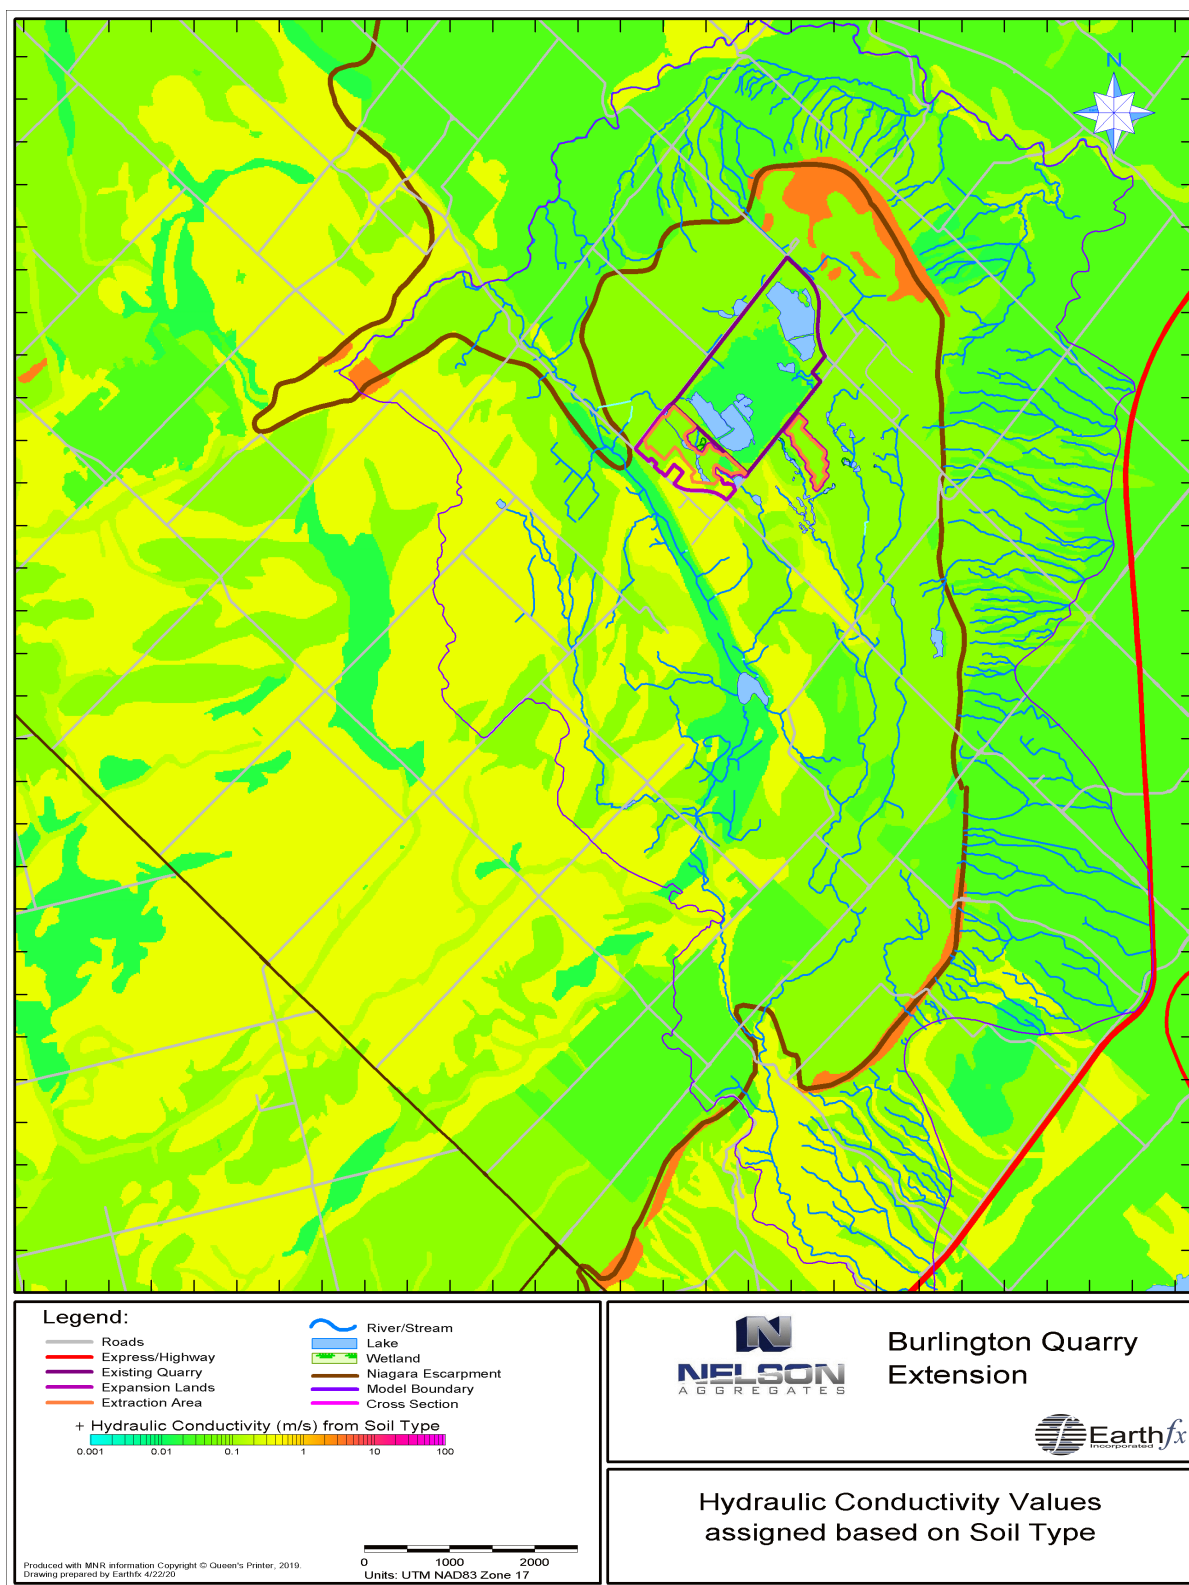 N
Legend:
Roads
Express/Highway
Existing Quarry
Expansion Lands
Extraction Area
River/Stream
Lake
Wetland
Niagara Escarpment
Model Boundary
Cross Section
+ Hydraulic Conductivity (m/s) from Soil Type
0.001 0.01 0.1 1 10 100
Produced with MNR information Copyright © Queen's Printer, 2019.
Drawing prepared by Earthfx 4/22/20
0 1000 2000
Units: UTM NAD83 Zone 17
N
NELSON
AGGREGATES
Burlington Quarry
Extension
Earthfx
Incorporated
Hydraulic Conductivity Values
assigned based on Soil Type